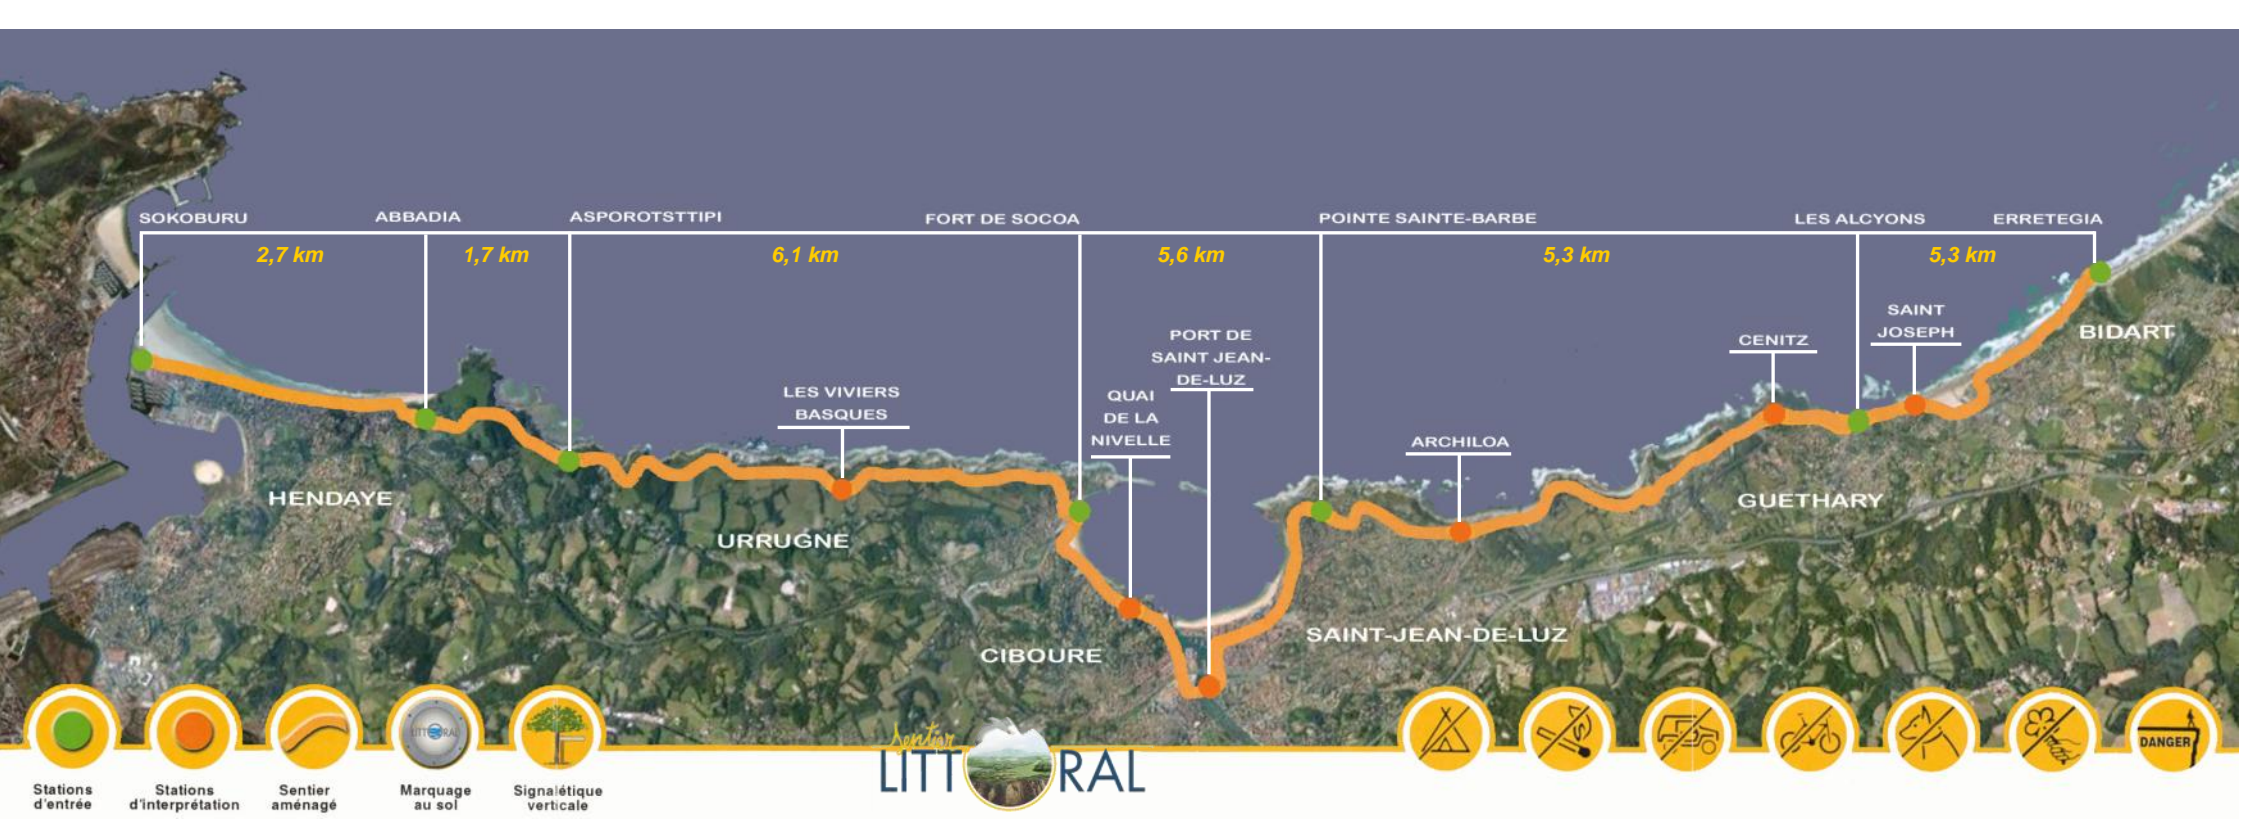 SOKOBURU
ABBADIA
ASPOROTSTTIPI
FORT DE SOCOA
POINTE SAINTE-BARBE
LES ALCYONS
ERRETEGIA
2,7 km
1,7 km
6,1 km
5,6 km
5,3 km
5,3 km
LES VIVIERS
BASQUES
QUAI
DE LA
NIVELLE
PORT DE
SAINT JEAN-
DE-LUZ
ARCHILOA
CENITZ
SAINT
JOSEPH
BIDART
HENDAYE
URRUGNE
CIBOURE
SAINT-JEAN-DE-LUZ
GUETHARY
LITTORAL
DANGER
Stations
d'entrée
Stations
d'interprétation
Sentier
aménagé
Marquage
au sol
Signalétique
verticale
sentier
LITTORAL